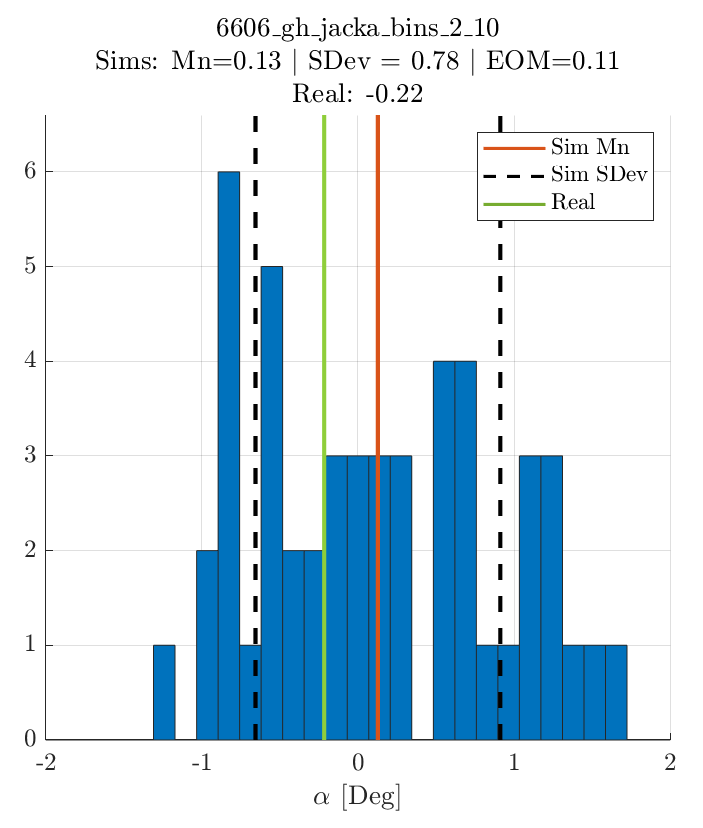 6606_gh_jacka_bins_2_10
Sims: Mn=0.13 | SDev = 0.78 | EOM=0.11
Real: -0.22
Sim Mn
Sim SDev
Real
6
5
4
3
2
1
0
-2 -1 0 1 2
α [Deg]